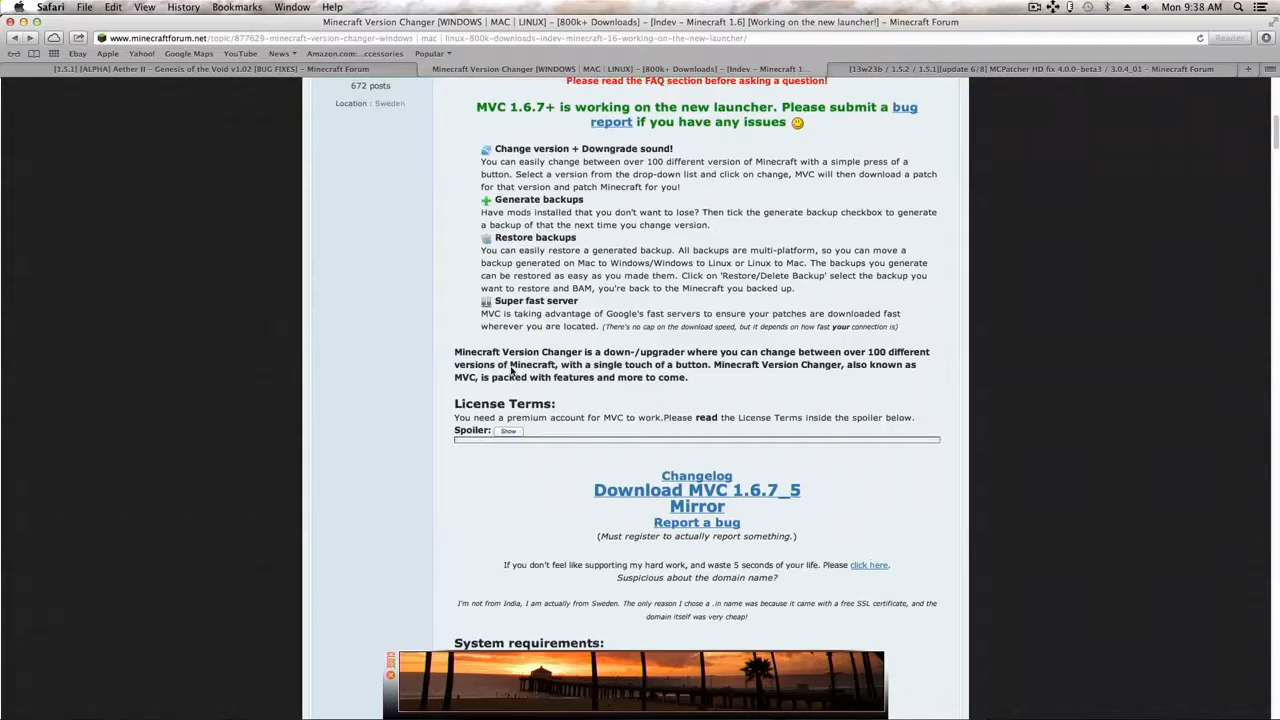 Safari File Edit View History Bookmarks Window Help
Mon 9:38 AM
Minecraft Version Changer [WINDOWS | MAC | LINUX] – [800k+ Downloads] – [Indev – Minecraft 1.6] [Working on the new launcher!] – Minecraft Forum
www.minecraftforum.net/topic/877629-minecraft-version-changer-windows | mac | linux-800k-downloads-indev-minecraft-16-working-on-the-new-launcher/
Reader
Ebay Apple Yahoo! Google Maps YouTube News Amazon.com:...ccessories Popular
[1.5.1] [ALPHA] Aether II – Genesis of the Void v1.02 [BUG FIXES] – Minecraft Forum
Minecraft Version Changer [WINDOWS | MAC | LINUX] – [800k+ Downloads] – [Indev – Minecraft 1...
[13w23b / 1.5.2 / 1.5.1][update 6/8] MCPatcher HD fix 4.0.0-beta3 / 3.0.4_01 – Minecraft Forum
672 posts
Location : Sweden
Please read the FAQ section before asking a question!
MVC 1.6.7+ is working on the new launcher. Please submit a bug
report if you have any issues
Change version + Downgrade sound!
You can easily change between over 100 different version of Minecraft with a simple press of a
button. Select a version from the drop-down list and click on change, MVC will then download a patch
for that version and patch Minecraft for you!
Generate backups
Have mods installed that you don't want to lose? Then tick the generate backup checkbox to generate
a backup of that the next time you change version.
Restore backups
You can easily restore a generated backup. All backups are multi-platform, so you can move a
backup generated on Mac to Windows/Windows to Linux or Linux to Mac. The backups you generate
can be restored as easy as you made them. Click on 'Restore/Delete Backup' select the backup you
want to restore and BAM, you're back to the Minecraft you backed up.
Super fast server
MVC is taking advantage of Google's fast servers to ensure your patches are downloaded fast
wherever you are located. (There's no cap on the download speed, but it depends on how fast your connection is)
Minecraft Version Changer is a down-/upgrader where you can change between over 100 different
versions of Minecraft, with a single touch of a button. Minecraft Version Changer, also known as
MVC, is packed with features and more to come.
License Terms:
You need a premium account for MVC to work.Please read the License Terms inside the spoiler below.
Spoiler: Show
Changelog
Download MVC 1.6.7_5
Mirror
Report a bug
(Must register to actually report something.)
If you don't feel like supporting my hard work, and waste 5 seconds of your life. Please click here.
Suspicious about the domain name?
I'm not from India, I am actually from Sweden. The only reason I chose a .in name was because it came with a free SSL certificate, and the
domain itself was very cheap!
System requirements:
CLOSE